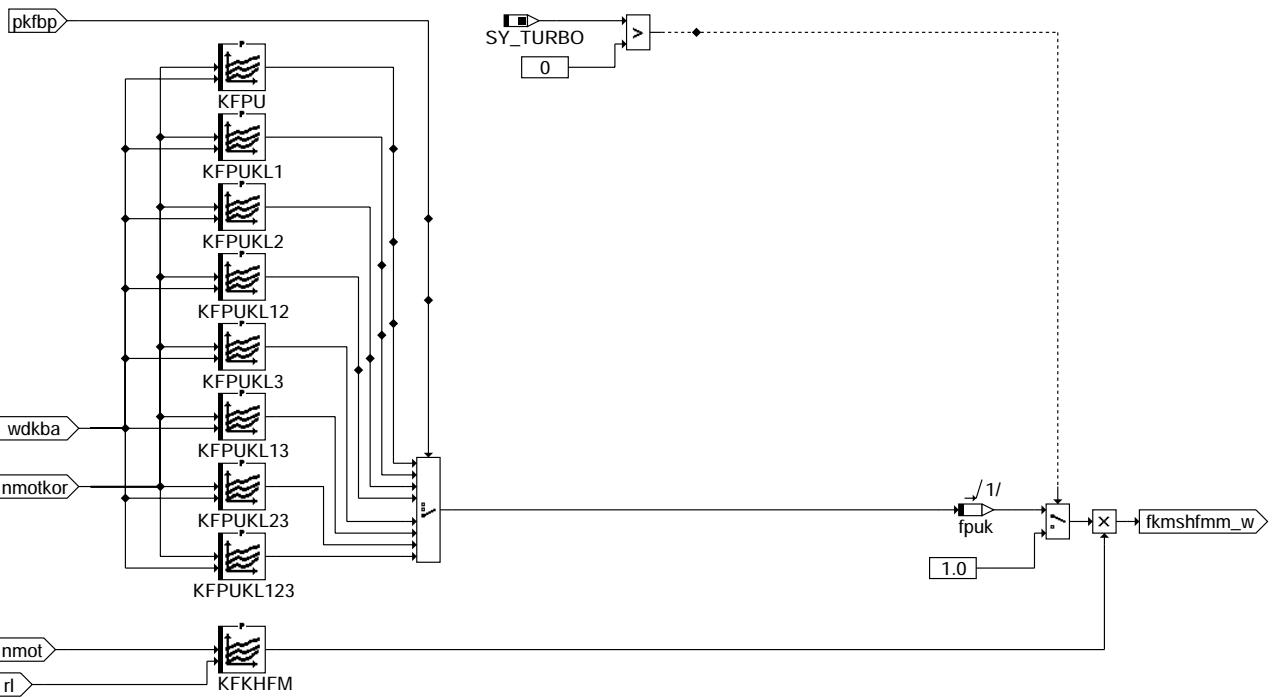 pkfbp
SY_TURBO
>
0
P
KFPU
P
KFPUKL1
P
KFPUKL2
P
KFPUKL12
P
KFPUKL3
P
KFPUKL13
P
KFPUKL23
P
KFPUKL123
wdkba
nmotkor
/1/
fpuk
1.0
×
fkmshfmm_w
nmot
rl
P
KFKHFM